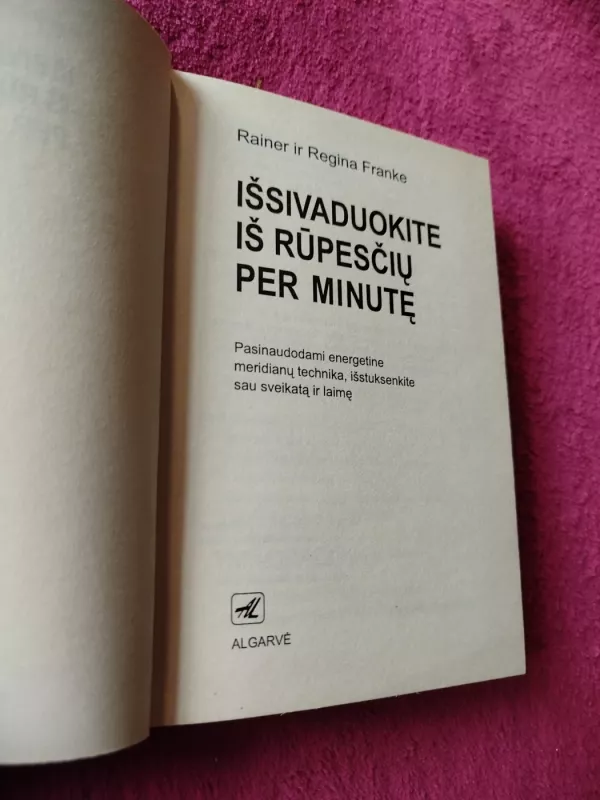 Rainer ir Regina Franke
IŠSIVADUOKITE
IŠ RŪPESČIŲ
PER MINUTĘ
Pasinaudodami energetine
meridianų technika, išstuksenkite
sau sveikatą ir laimę
AL
ALGARVĖ